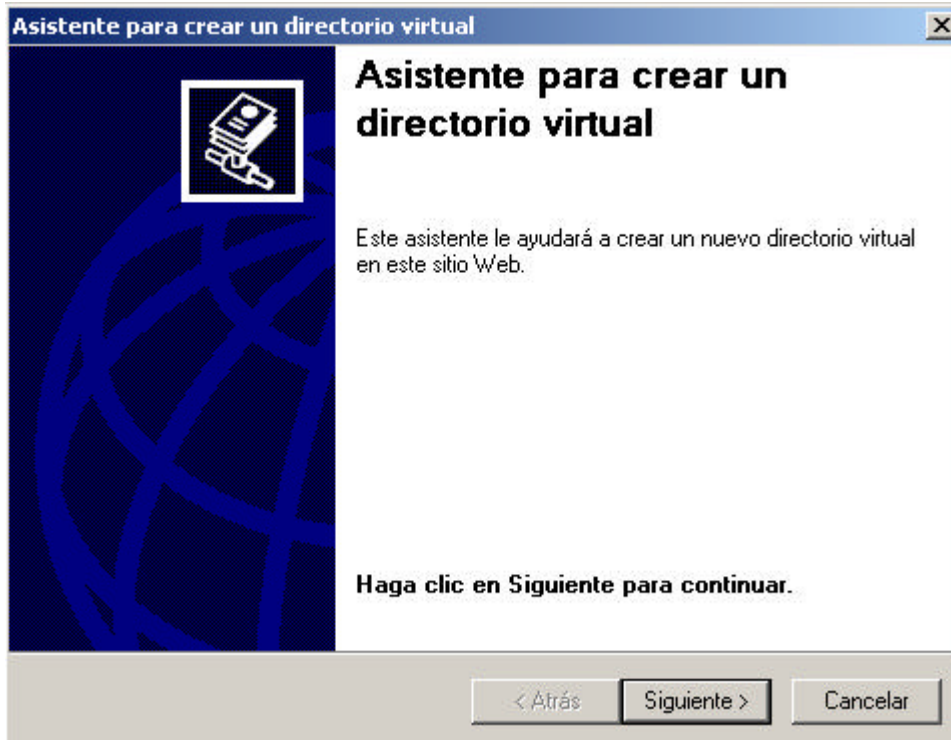 Asistente para crear un directorio virtual
Asistente para crear un
directorio virtual
Este asistente le ayudará a crear un nuevo directorio virtual
en este sitio Web.
Haga clic en Siguiente para continuar.
< Atrás
Siguiente >
Cancelar